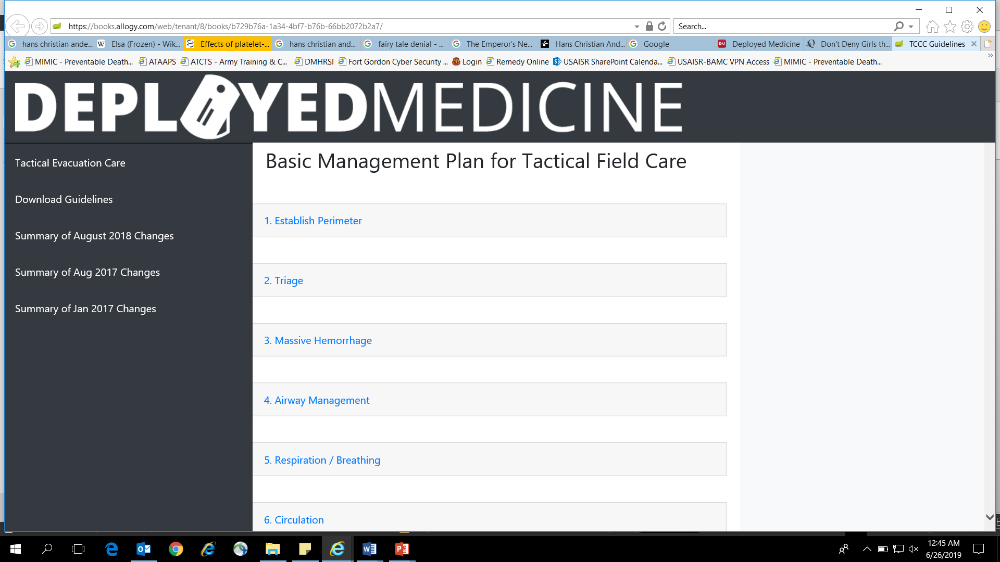 https://books.allogy.com/web/tenant/8/books/b729b76a-1a34-4bf7-b76b-66bb2072b2a7/
Search...
hans christian ande...
Elsa (Frozen) - Wik...
Effects of platelet-...
hans christian and...
fairy tale denial - ...
The Emperor's Ne...
Hans Christian And...
Google
DM Deployed Medicine
Don't Deny Girls th...
TCCC Guidelines
MIMIC - Preventable Death...
ATAAPS
ATCTS - Army Training & C...
DMHRSI
Fort Gordon Cyber Security ...
Login
Remedy Online
USAISR SharePoint Calenda...
USAISR-BAMC VPN Access
MIMIC - Preventable Death...
DEPLOYEDMEDICINE
Tactical Evacuation Care
Download Guidelines
Summary of August 2018 Changes
Summary of Aug 2017 Changes
Summary of Jan 2017 Changes
Basic Management Plan for Tactical Field Care
1. Establish Perimeter
2. Triage
3. Massive Hemorrhage
4. Airway Management
5. Respiration / Breathing
6. Circulation
12:45 AM
6/26/2019